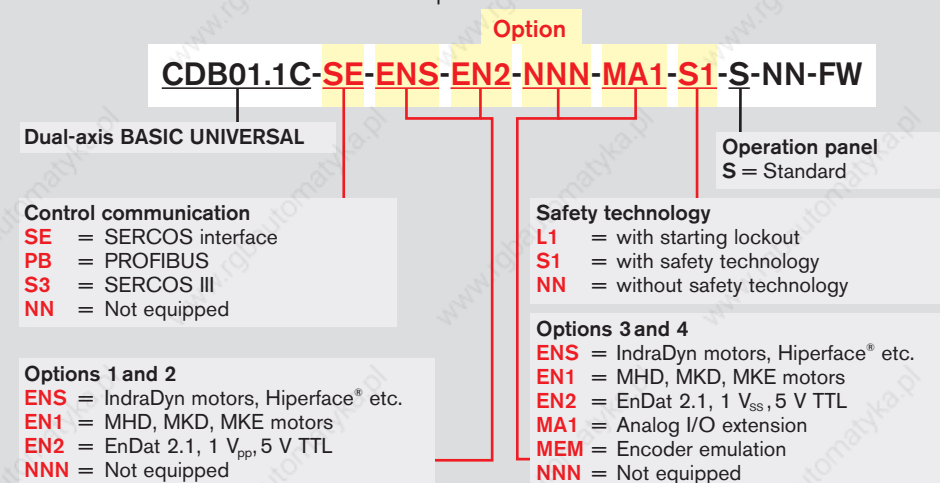 Option
CDB01.1C-SE-ENS-EN2-NNN-MA1-S1-S-NN-FW
Dual-axis BASIC UNIVERSAL
Operation panel
S = Standard
Control communication
SE = SERCOS interface
PB = PROFIBUS
S3 = SERCOS III
NN = Not equipped
Safety technology
L1 = with starting lockout
S1 = with safety technology
NN = without safety technology
Options 1 and 2
ENS = IndraDyn motors, Hiperface® etc.
EN1 = MHD, MKD, MKE motors
EN2 = EnDat 2.1, 1 Vpp, 5 V TTL
NNN = Not equipped
Options 3 and 4
ENS = IndraDyn motors, Hiperface® etc.
EN1 = MHD, MKD, MKE motors
EN2 = EnDat 2.1, 1 Vss, 5 V TTL
MA1 = Analog I/O extension
MEM = Encoder emulation
NNN = Not equipped